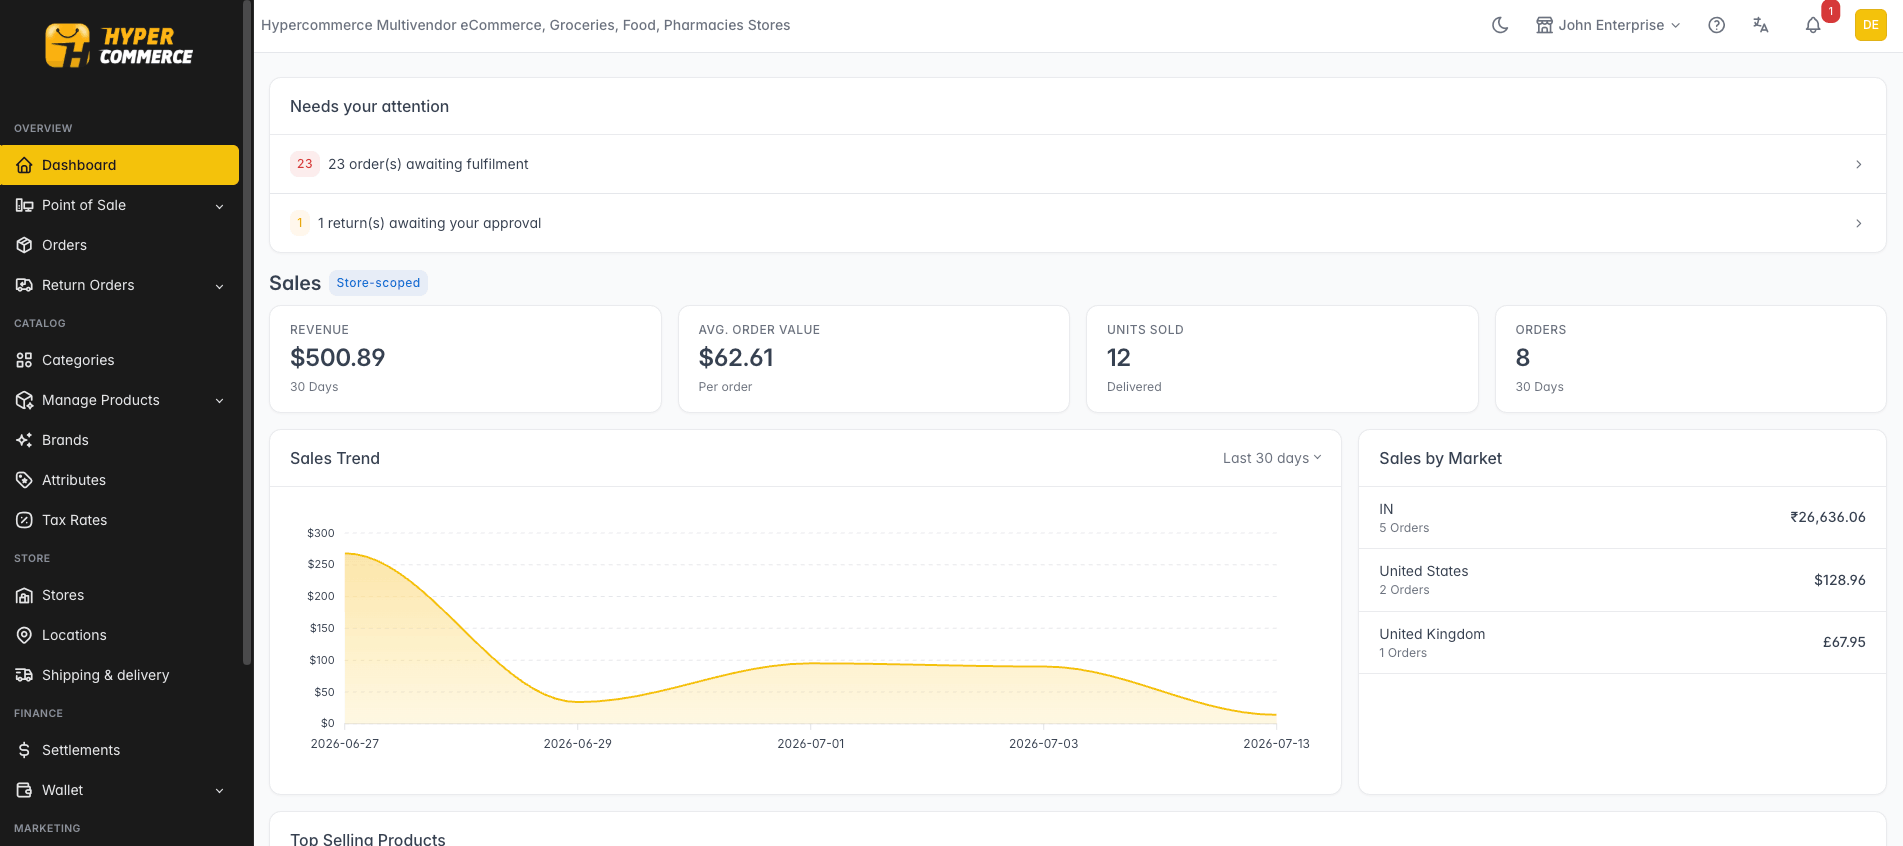 HYPER
COMMERCE
Hypercommerce Multivendor eCommerce, Groceries, Food, Pharmacies Stores
John Enterprise
1
DE
OVERVIEW
Dashboard
Point of Sale
Orders
Return Orders
CATALOG
Categories
Manage Products
Brands
Attributes
Tax Rates
STORE
Stores
Locations
Shipping & delivery
FINANCE
Settlements
Wallet
MARKETING
Needs your attention
23 23 order(s) awaiting fulfilment
1 1 return(s) awaiting your approval
Sales Store-scoped
REVENUE
$500.89
30 Days
AVG. ORDER VALUE
$62.61
Per order
UNITS SOLD
12
Delivered
ORDERS
8
30 Days
Sales Trend
Last 30 days
$300
$250
$200
$150
$100
$50
$0
2026-06-27 2026-06-29 2026-07-01 2026-07-03 2026-07-13
Sales by Market
IN
5 Orders
₹26,636.06
United States
2 Orders
$128.96
United Kingdom
1 Orders
£67.95
Top Selling Products